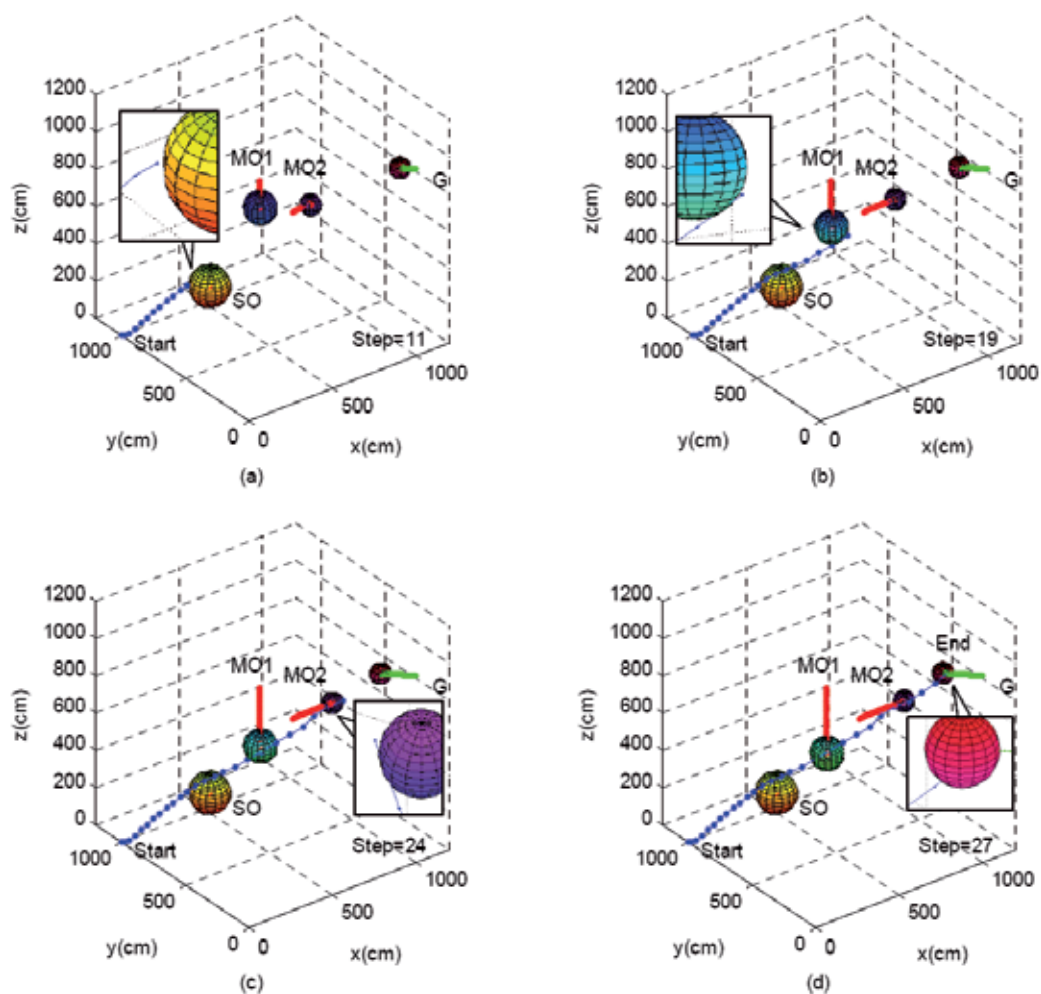 1200
1000
800
600
400
200
0
z(cm)
MO1
MO2
G
SO
Start
Step=11
1000
500
0
y(cm)
0
500
1000
x(cm)
(a)
1200
1000
800
600
400
200
0
z(cm)
MO1
MO2
G
SO
Start
Step=19
1000
500
0
y(cm)
0
500
1000
x(cm)
(b)
1200
1000
800
600
400
200
0
z(cm)
MO1
MO2
G
SO
Start
Step=24
1000
500
0
y(cm)
0
500
1000
x(cm)
(c)
1200
1000
800
600
400
200
0
z(cm)
End
MO1
MO2
G
SO
Start
Step=27
1000
500
0
y(cm)
0
500
1000
x(cm)
(d)